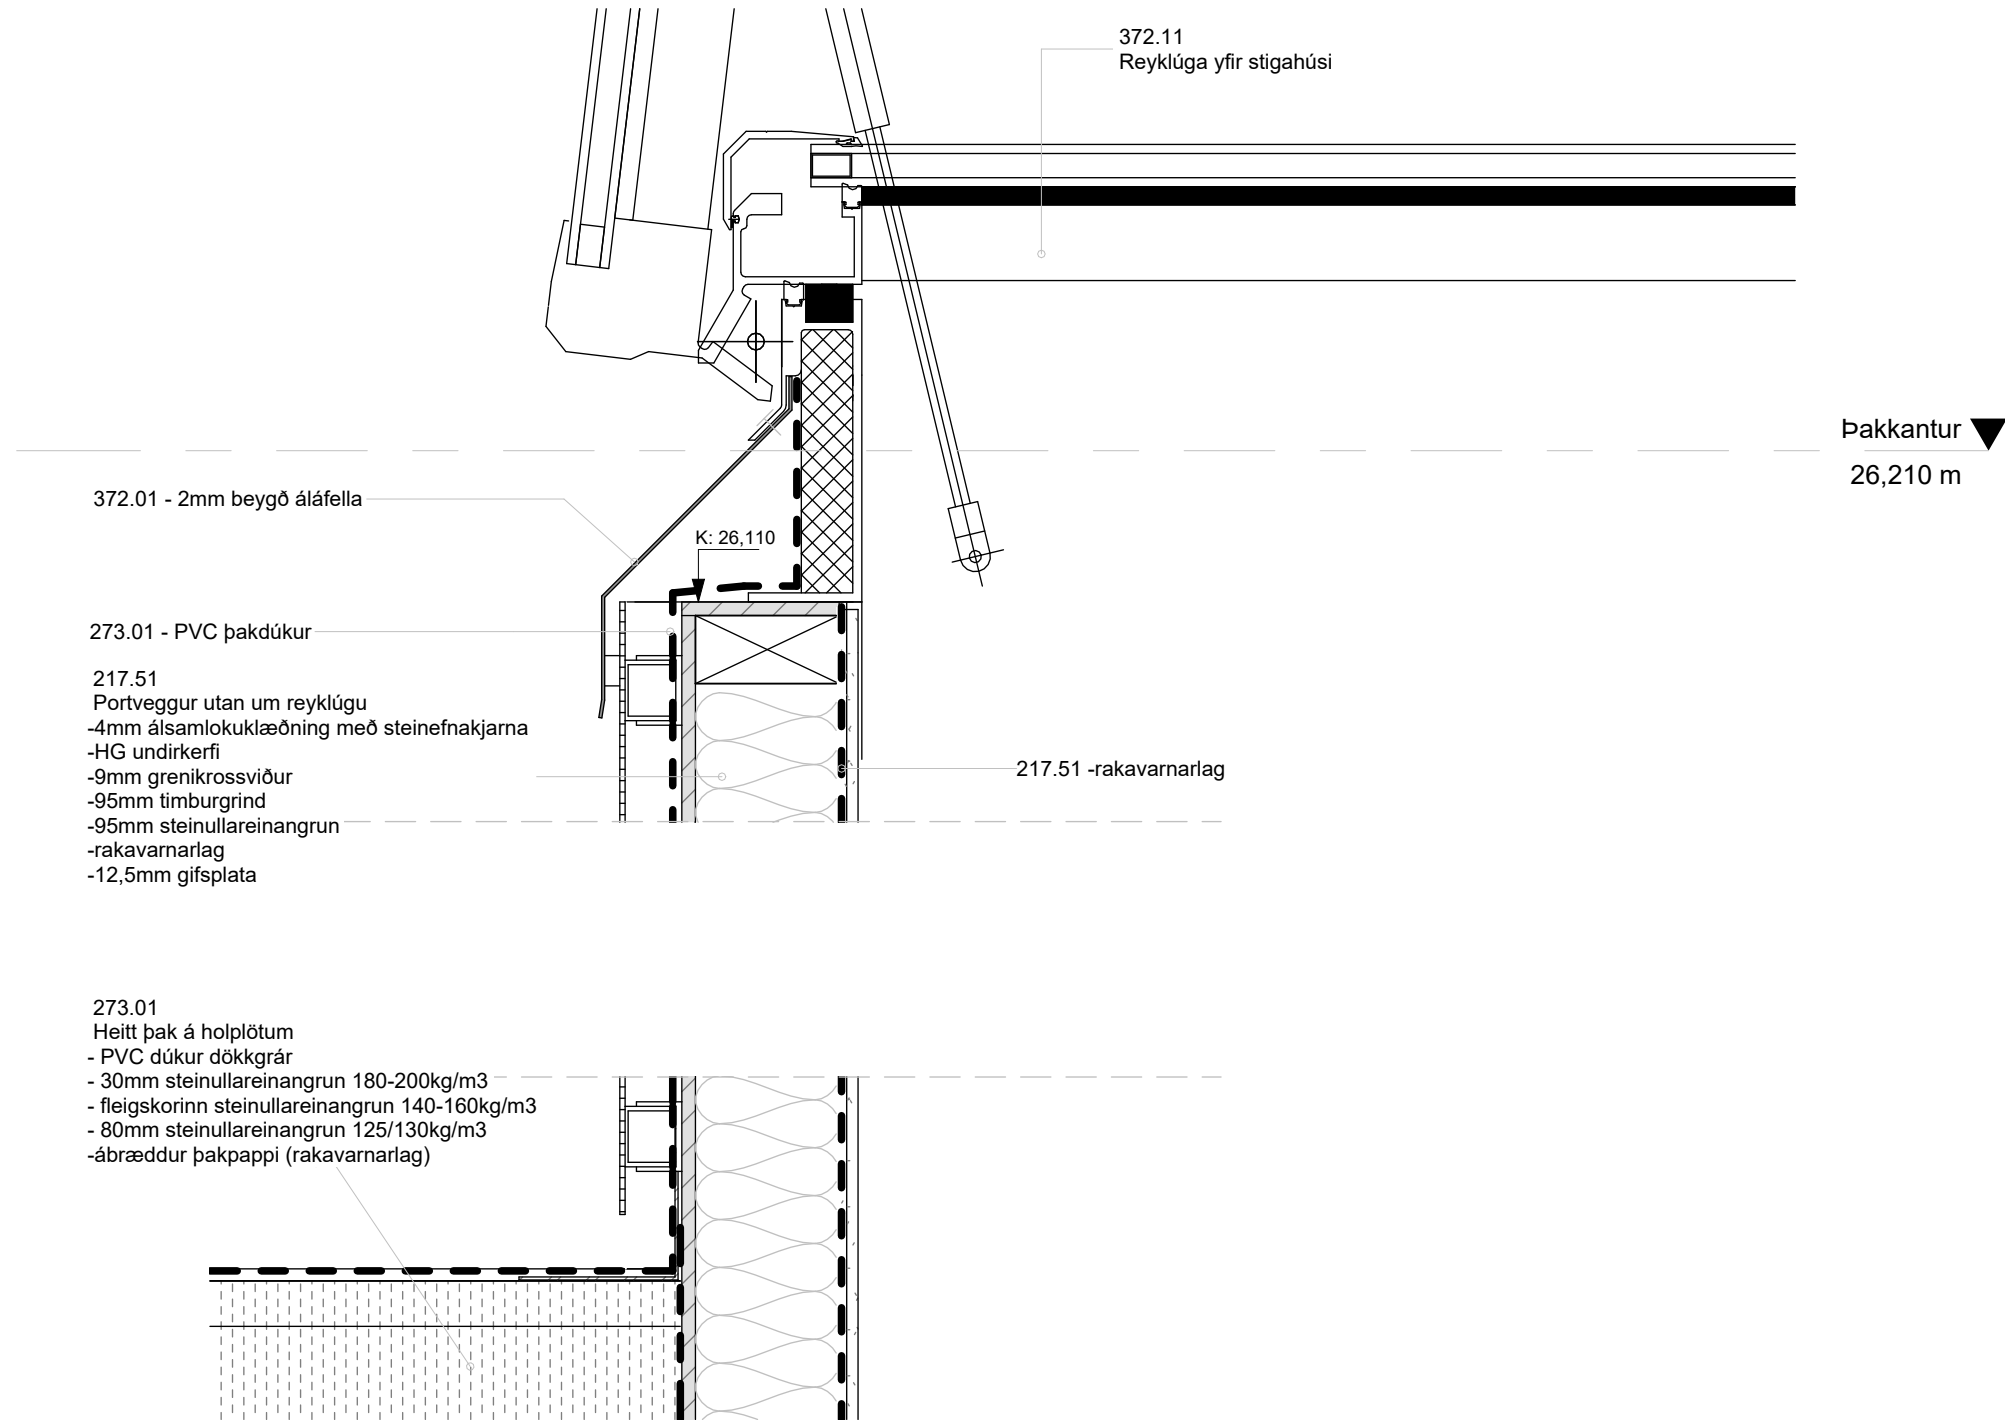 372.11
Reyklúga yfir stigahúsi
Þakkantur
26,210 m
372.01 - 2mm beygð áláfella
K: 26,110
273.01 - PVC þakdúkur
217.51
Portveggur utan um reyklúgu
-4mm álsamlokuklæðning með steinefnakjarna
-HG undirkerfi
-9mm grenikrossviður
-95mm timburgrind
-95mm steinullareinangrun
-rakavarnarlag
-12,5mm gifsplata
217.51 -rakavarnarlag
273.01
Heitt þak á holplötum
- PVC dúkur dökkgrár
- 30mm steinullareinangrun 180-200kg/m3
- fleigskorinn steinullareinangrun 140-160kg/m3
- 80mm steinullareinangrun 125/130kg/m3
-ábræddur þakpappi (rakavarnarlag)